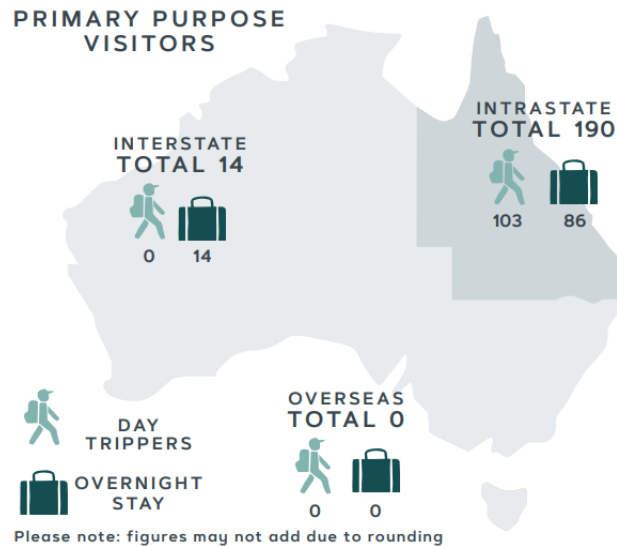 PRIMARY PURPOSE
VISITORS
INTERSTATE
TOTAL 14
0 14
INTRASTATE
TOTAL 190
103 86
DAY
TRIPPERS
OVERNIGHT
STAY
OVERSEAS
TOTAL 0
0 0
Please note: figures may not add due to rounding